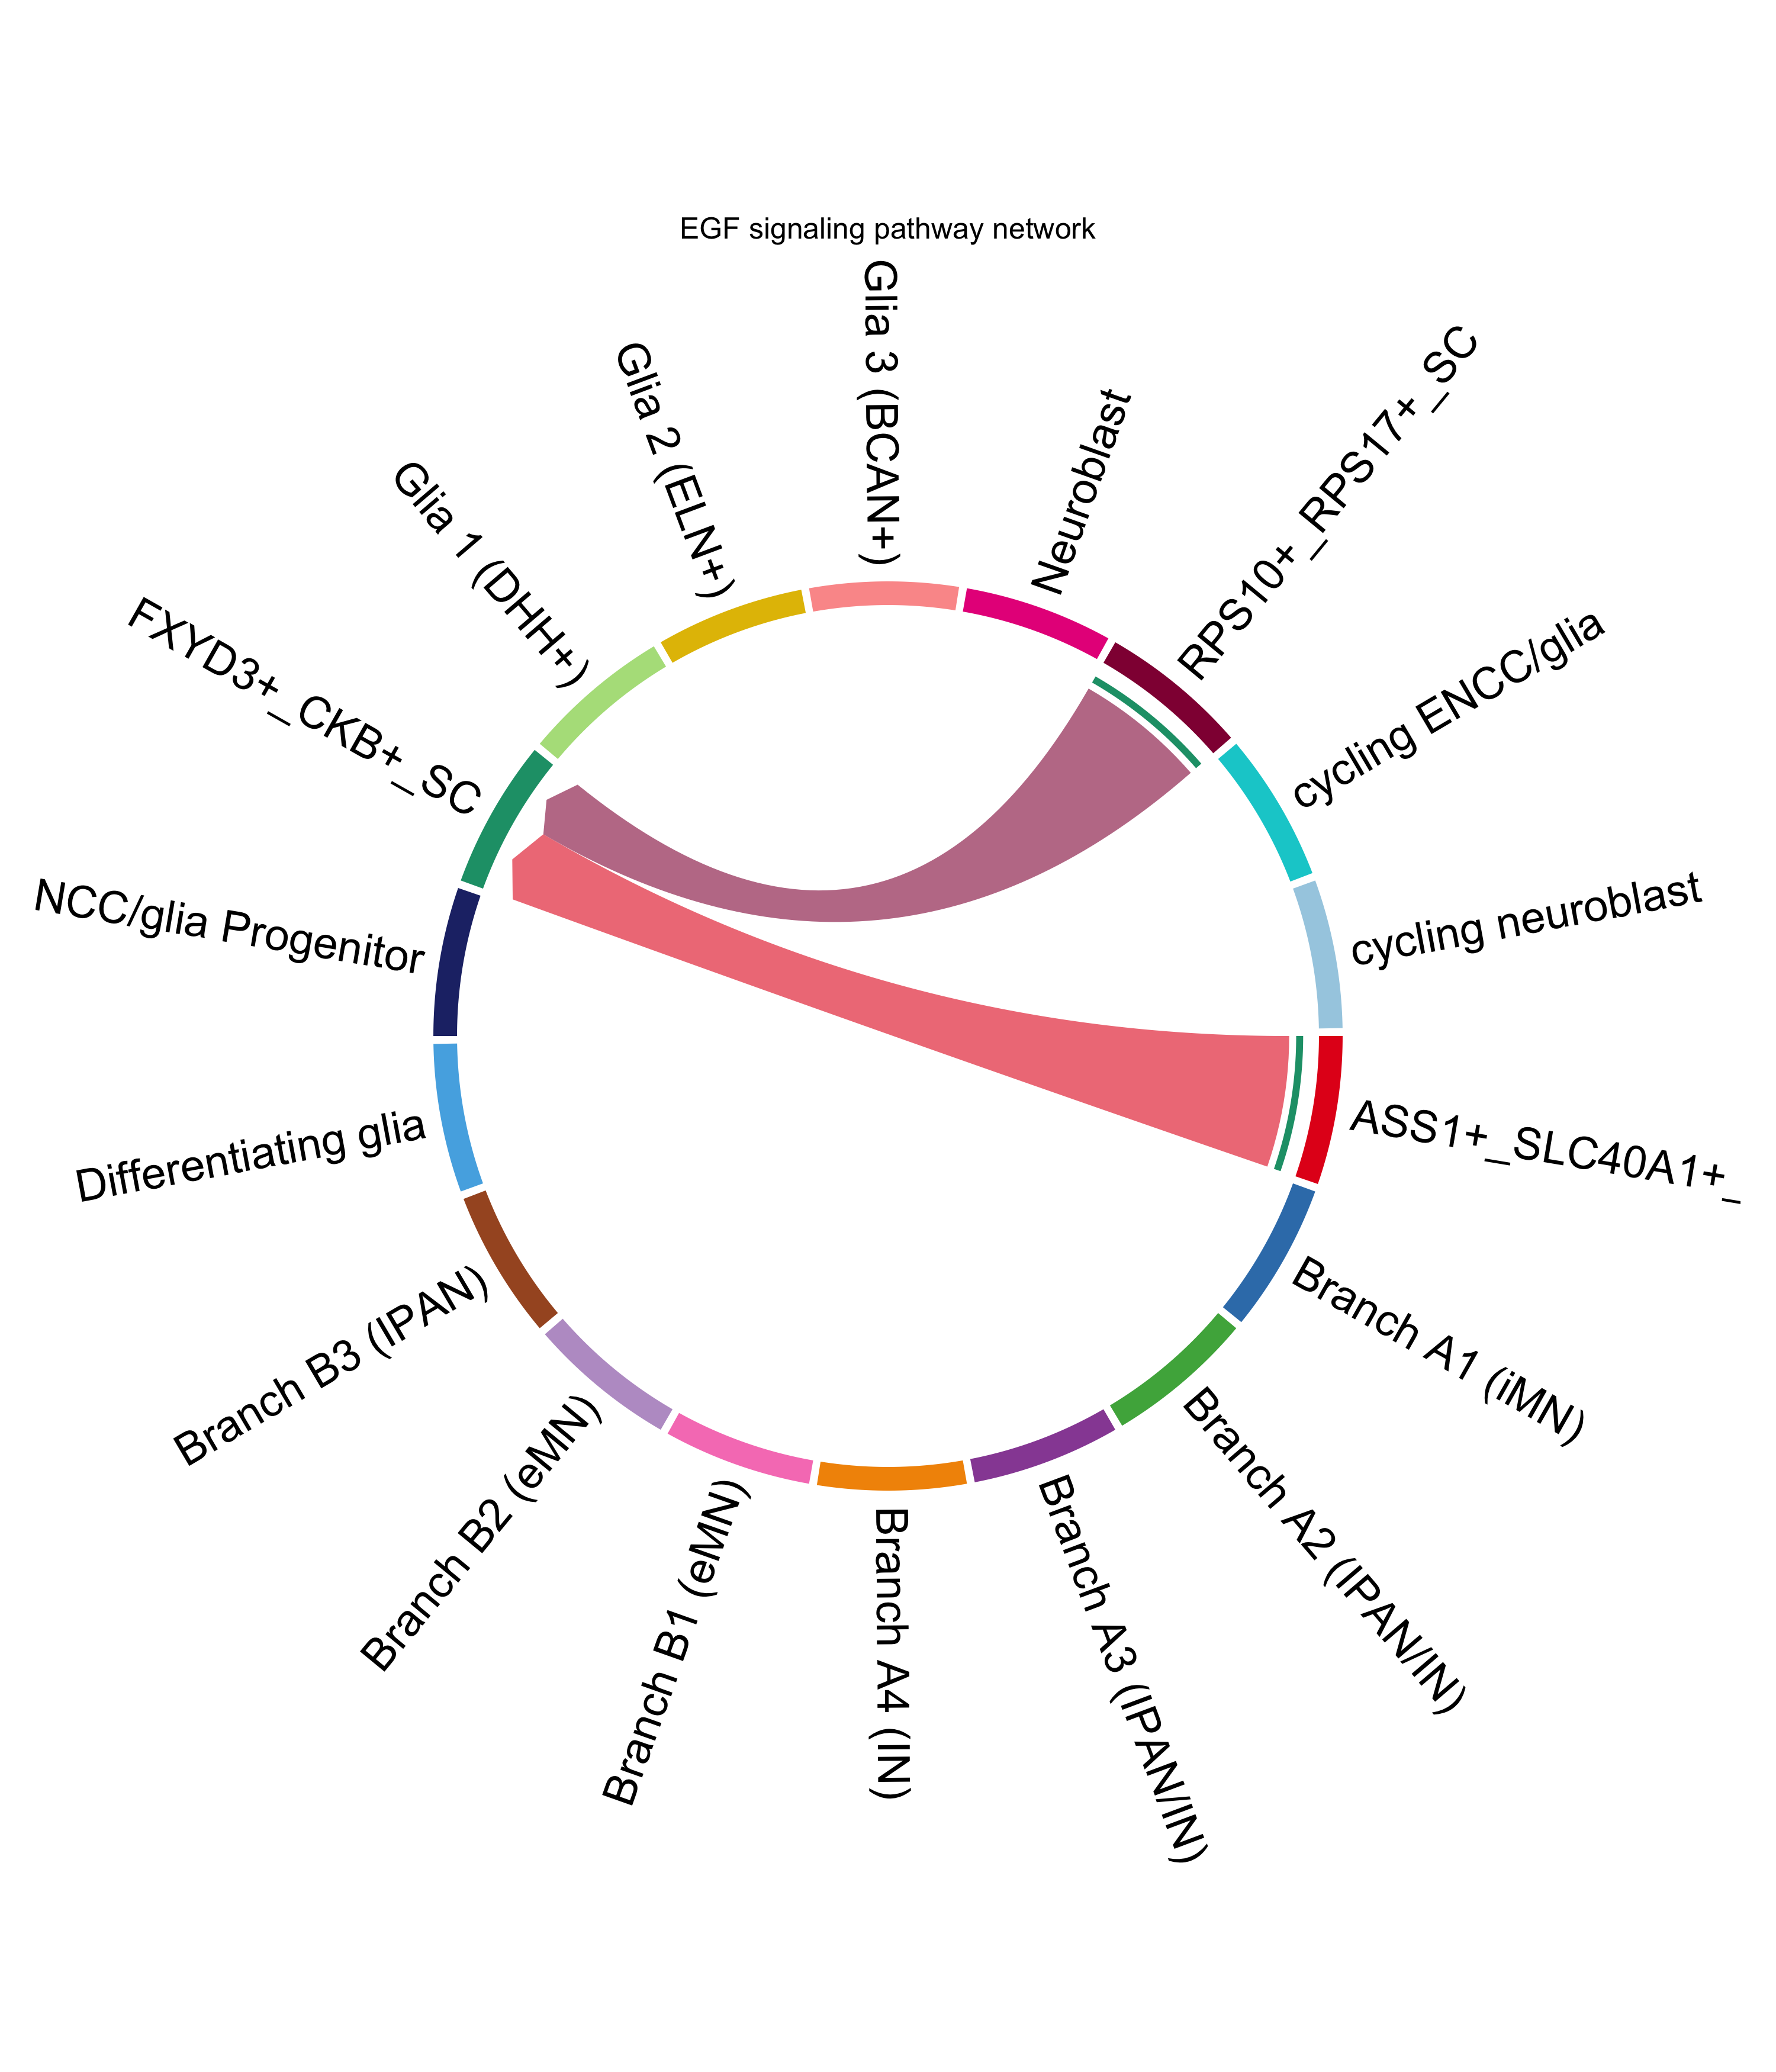 EGF signaling pathway network
Glia 3 (BCAN+)
Neuroblast
RPS10+_RPS17+_SC
cycling ENCC/glia
cycling neuroblast
ASS1+_SLC40A1+_
Branch A1 (iMN)
Branch A2 (IPAN/IN)
Branch A3 (IPAN/IN)
Branch A4 (IN)
Branch B1 (eMN)
Branch B2 (eMN)
Branch B3 (IPAN)
Differentiating glia
NCC/glia Progenitor
FXYD3+_CKB+_SC
Glia 1 (DHH+)
Glia 2 (ELN+)